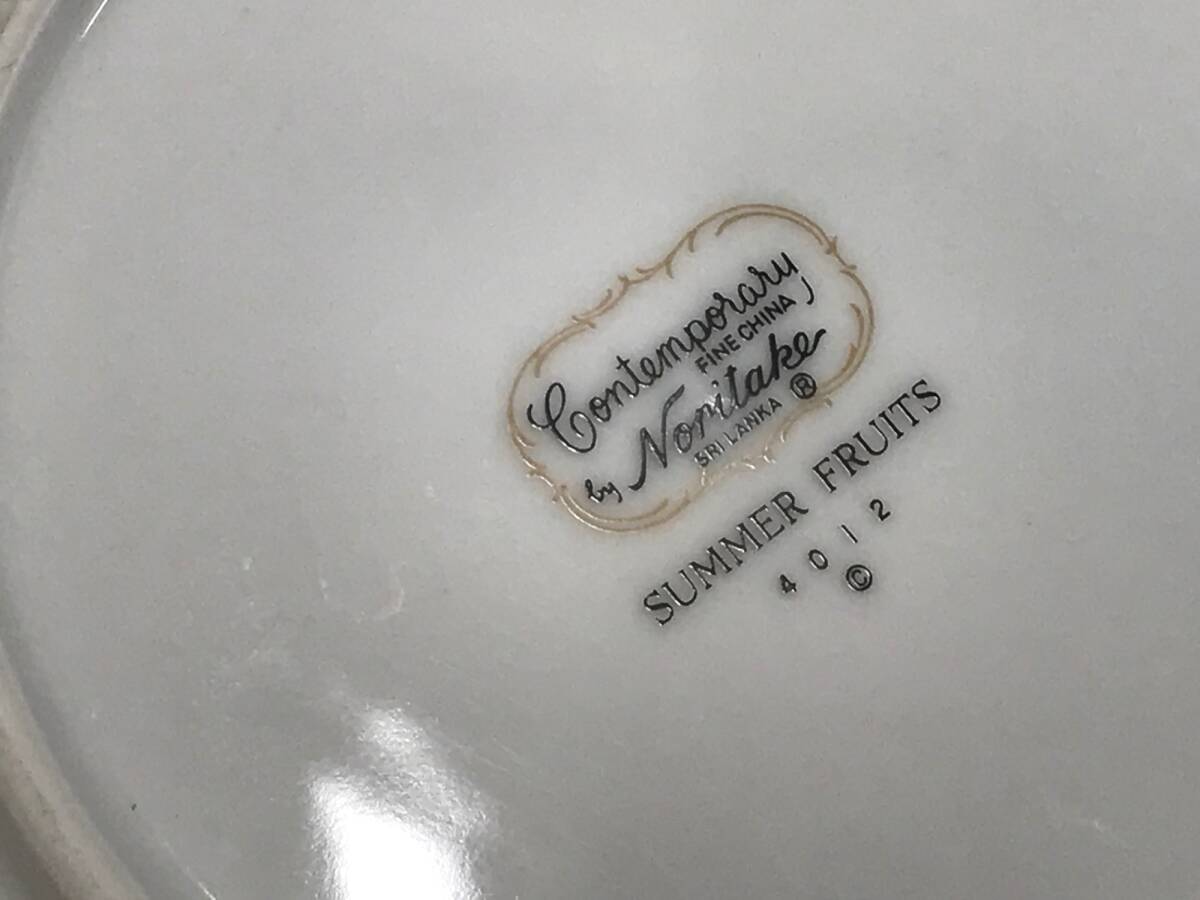 Contemporary
FINE CHINA
by Noritake ®
SRI LANKA
SUMMER FRUITS
4012
©